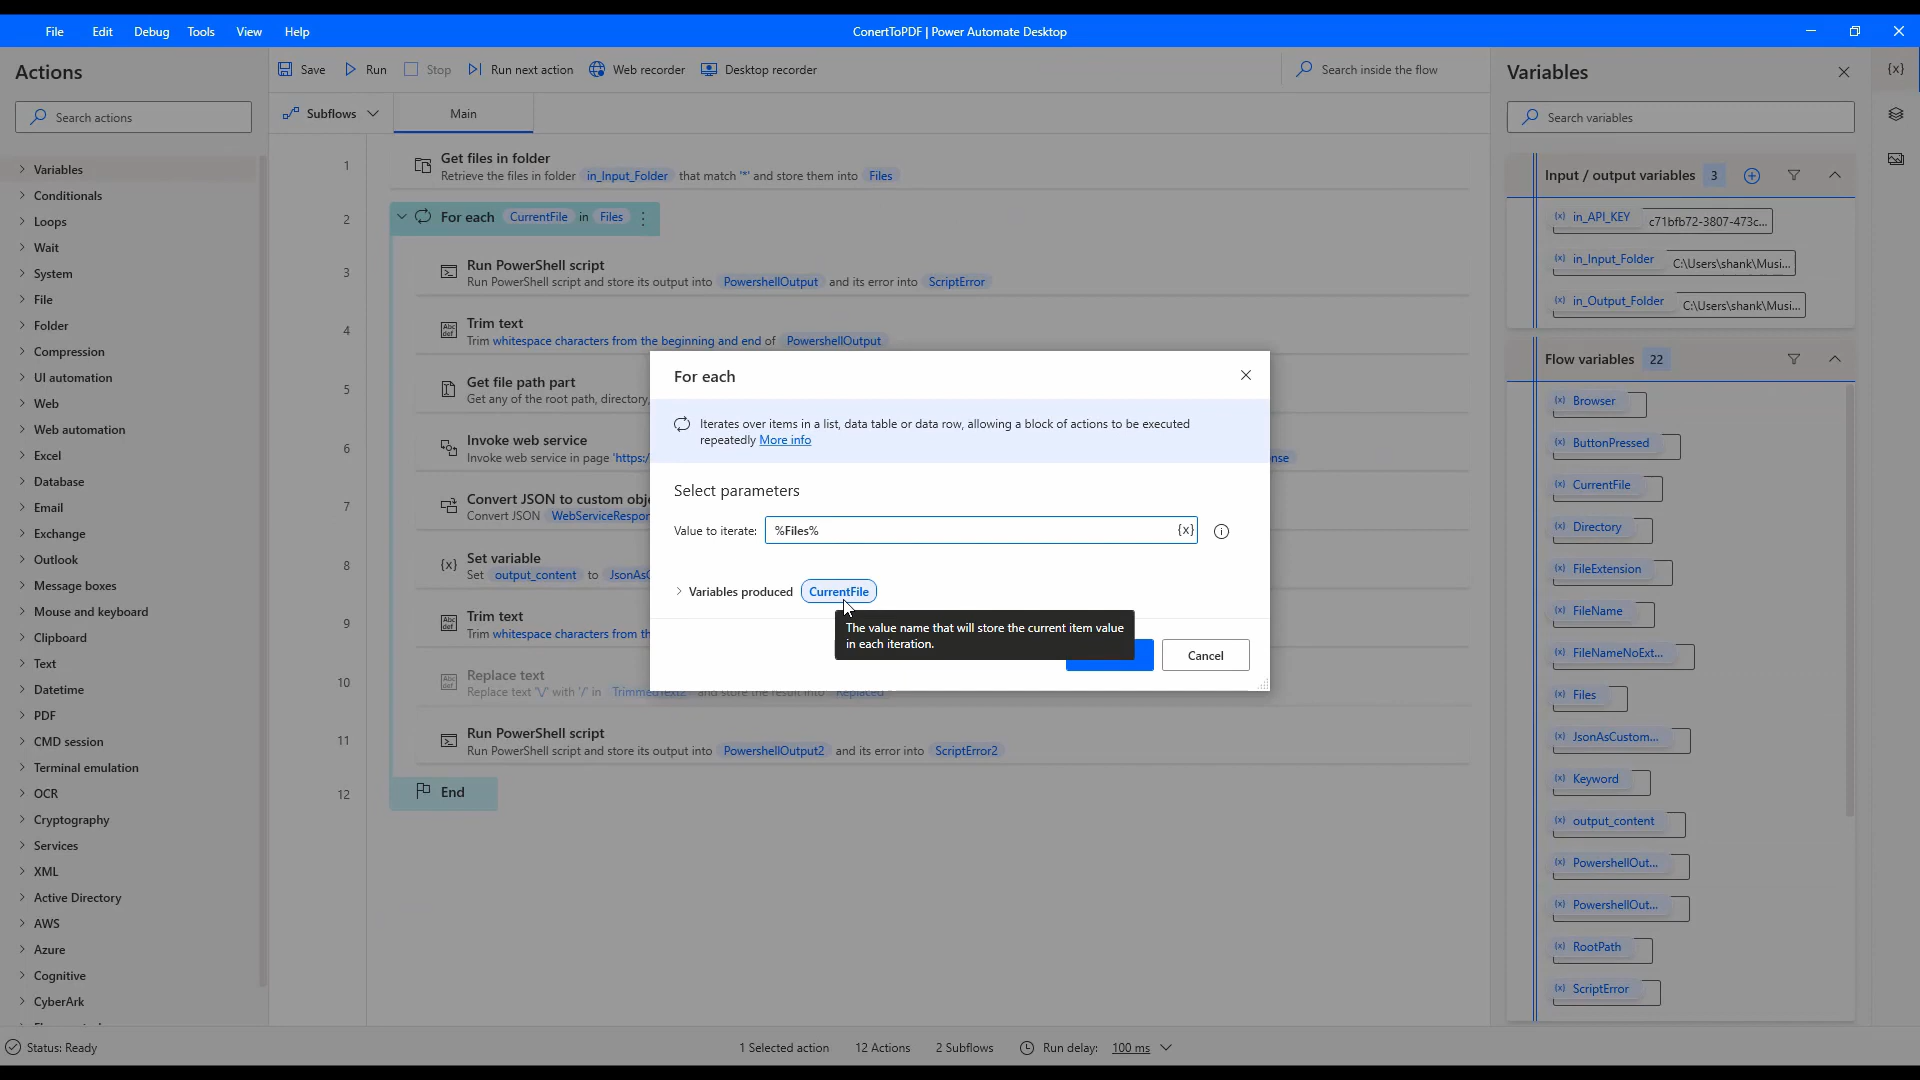 File Edit Debug Tools View Help
ConertToPDF | Power Automate Desktop
Actions
Search actions
Variables
Conditionals
Loops
Wait
System
File
Folder
Compression
UI automation
Web
Web automation
Excel
Database
Email
Exchange
Outlook
Message boxes
Mouse and keyboard
Clipboard
Text
Datetime
PDF
CMD session
Terminal emulation
OCR
Cryptography
Services
XML
Active Directory
AWS
Azure
Cognitive
CyberArk
Save Run Stop Run next action Web recorder Desktop recorder Search inside the flow
Subflows Main
1 Get files in folder
Retrieve the files in folder in_Input_Folder that match '*' and store them into Files
2 For each CurrentFile in Files
3 Run PowerShell script
Run PowerShell script and store its output into PowershellOutput and its error into ScriptError
4 Trim text
Trim whitespace characters from the beginning and end of PowershellOutput
5 Get file path part
Get any of the root path, directory,
6 Invoke web service
Invoke web service in page 'https:/ nse
7 Convert JSON to custom obj
Convert JSON WebServiceRespor
8 Set variable
{x} Set output_content to JsonAsC
9 Trim text
Trim whitespace characters from th
10 Replace text
Replace text '\/' with '/' in TrimmedText2 and store the result into Replaced
11 Run PowerShell script
Run PowerShell script and store its output into PowershellOutput2 and its error into ScriptError2
12 End
For each
Iterates over items in a list, data table or data row, allowing a block of actions to be executed
repeatedly More info
Select parameters
Value to iterate: %Files% {x}
Variables produced CurrentFile
The value name that will store the current item value
in each iteration.
Cancel
Variables
{x}
Search variables
Input / output variables 3
(x) in_API_KEY c71bfb72-3807-473c...
(x) in_Input_Folder C:\Users\shank\Musi...
(x) in_Output_Folder C:\Users\shank\Musi...
Flow variables 22
(x) Browser
(x) ButtonPressed
(x) CurrentFile
(x) Directory
(x) FileExtension
(x) FileName
(x) FileNameNoExt...
(x) Files
(x) JsonAsCustom...
(x) Keyword
(x) output_content
(x) PowershellOut...
(x) PowershellOut...
(x) RootPath
(x) ScriptError
Status: Ready 1 Selected action 12 Actions 2 Subflows Run delay: 100 ms